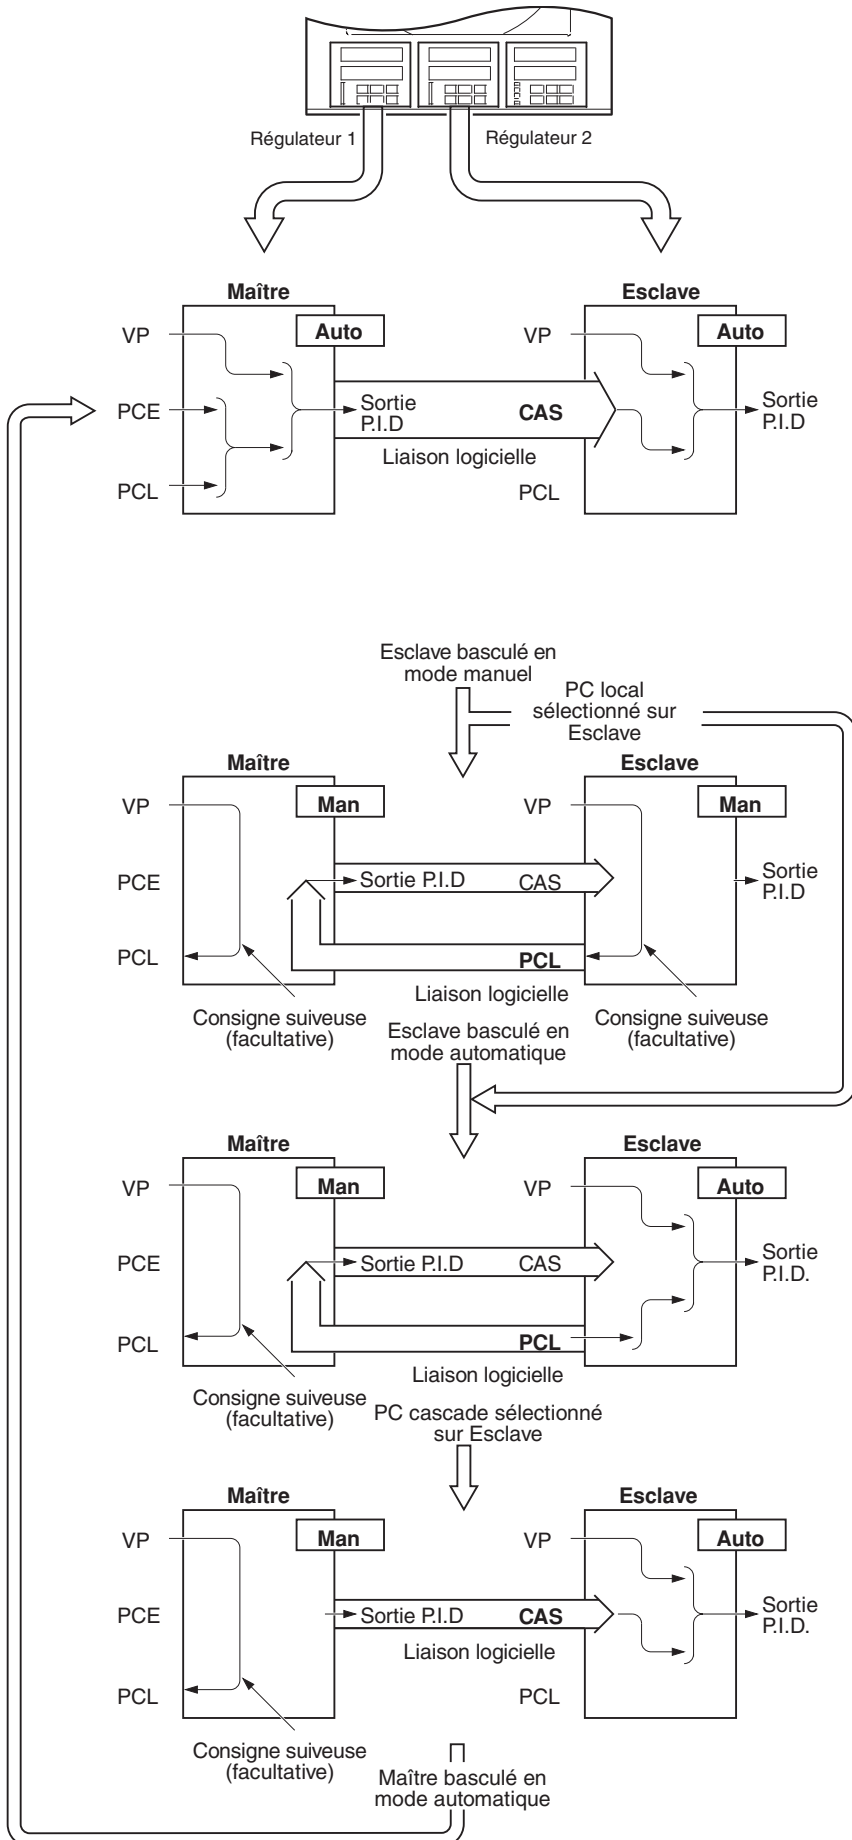 Régulateur 1
Régulateur 2
Maître
Esclave
Auto
Auto
VP
VP
PCE
Sortie
P.I.D
CAS
Sortie
P.I.D
Liaison logicielle
PCL
PCL
Esclave basculé en
mode manuel
PC local
sélectionné sur
Esclave
Maître
Esclave
Man
Man
VP
VP
PCE
Sortie P.I.D
CAS
Sortie
P.I.D
PCL
PCL
Liaison logicielle
Consigne suiveuse
(facultative)
Consigne suiveuse
(facultative)
Esclave basculé en
mode automatique
Maître
Esclave
Man
Auto
VP
VP
PCE
Sortie P.I.D
CAS
Sortie
P.I.D.
PCL
PCL
Liaison logicielle
Consigne suiveuse
(facultative)
PC cascade sélectionné
sur Esclave
Maître
Esclave
Man
Auto
VP
VP
PCE
Sortie P.I.D
CAS
Sortie
P.I.D.
Liaison logicielle
PCL
PCL
Consigne suiveuse
(facultative)
Maître basculé en
mode automatique